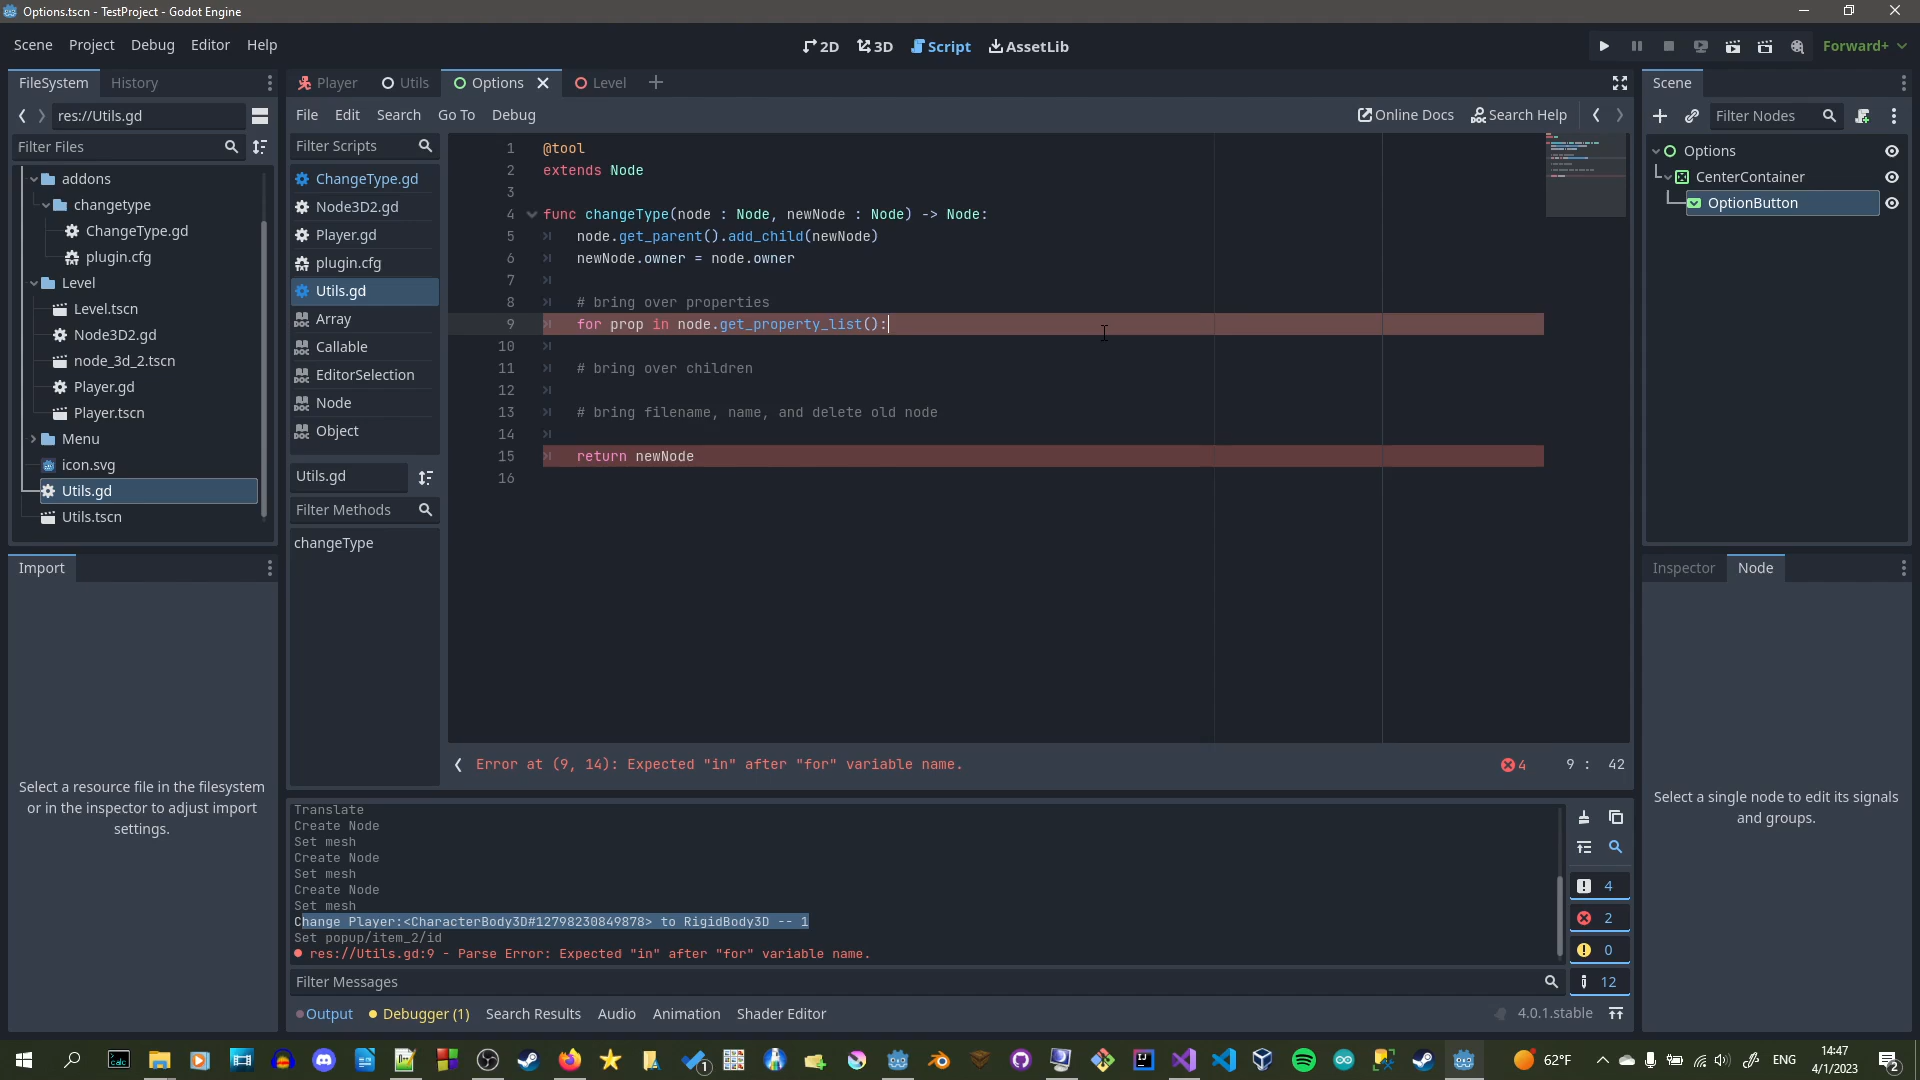 Options.tscn - TestProject - Godot Engine
Scene Project Debug Editor Help
2D 3D Script AssetLib
Forward+
FileSystem History
res://Utils.gd
Filter Files
addons
changetype
ChangeType.gd
plugin.cfg
Level
Level.tscn
Node3D2.gd
node_3d_2.tscn
Player.gd
Player.tscn
Menu
icon.svg
Utils.gd
Utils.tscn
Import
Select a resource file in the filesystem
or in the inspector to adjust import
settings.
Player Utils Options Level
File Edit Search Go To Debug
Online Docs Search Help
Filter Scripts
ChangeType.gd
Node3D2.gd
Player.gd
plugin.cfg
Utils.gd
Array
Callable
EditorSelection
Node
Object
Utils.gd
Filter Methods
changeType
1 @tool
2 extends Node
3
4 func changeType(node : Node, newNode : Node) -> Node:
5 node.get_parent().add_child(newNode)
6 newNode.owner = node.owner
7
8 # bring over properties
9 for prop in node.get_property_list():
10
11 # bring over children
12
13 # bring filename, name, and delete old node
14
15 return newNode
16
Error at (9, 14): Expected "in" after "for" variable name.
4 9 : 42
Translate
Create Node
Set mesh
Create Node
Set mesh
Create Node
Set mesh
Change Player:<CharacterBody3D#12798230849878> to RigidBody3D -- 1
Set popup/item_2/id
res://Utils.gd:9 - Parse Error: Expected "in" after "for" variable name.
Filter Messages
4
2
0
12
Output Debugger (1) Search Results Audio Animation Shader Editor
4.0.1.stable
Scene
Filter Nodes
Options
CenterContainer
OptionButton
Inspector Node
Select a single node to edit its signals
and groups.
calc
1
62°F
ENG
14:47
4/1/2023
2